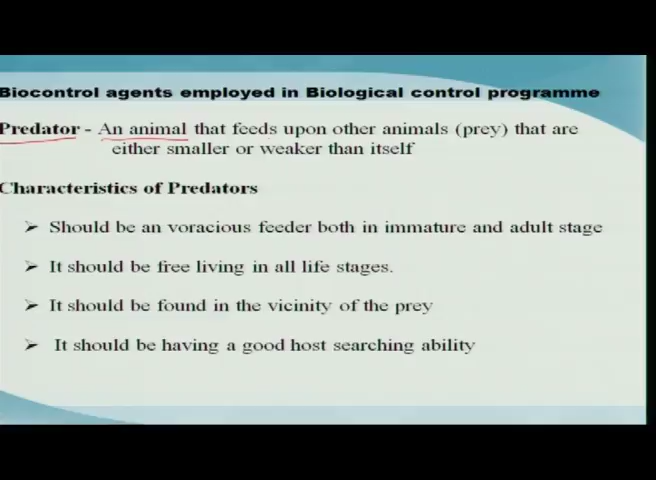 Biocontrol agents employed in Biological control programme
Predator - An animal that feeds upon other animals (prey) that are
either smaller or weaker than itself
Characteristics of Predators
➢ Should be an voracious feeder both in immature and adult stage
➢ It should be free living in all life stages.
➢ It should be found in the vicinity of the prey
➢ It should be having a good host searching ability